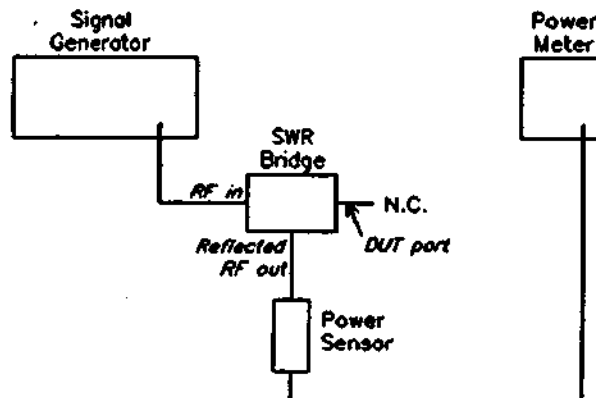 Signal
Generator
Power
Meter
SWR
Bridge
RF in
N.C.
Reflected
RF out
DUT port
Power
Sensor